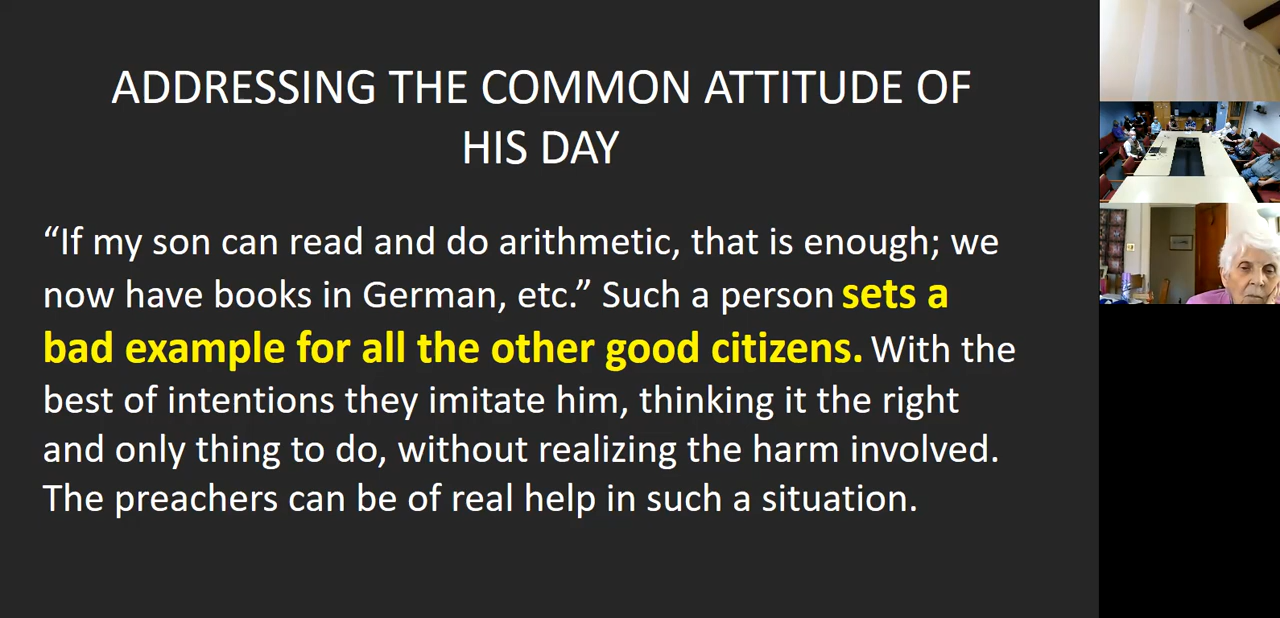 ADDRESSING THE COMMON ATTITUDE OF
HIS DAY
“If my son can read and do arithmetic, that is enough; we
now have books in German, etc.” Such a person sets a
bad example for all the other good citizens. With the
best of intentions they imitate him, thinking it the right
and only thing to do, without realizing the harm involved.
The preachers can be of real help in such a situation.